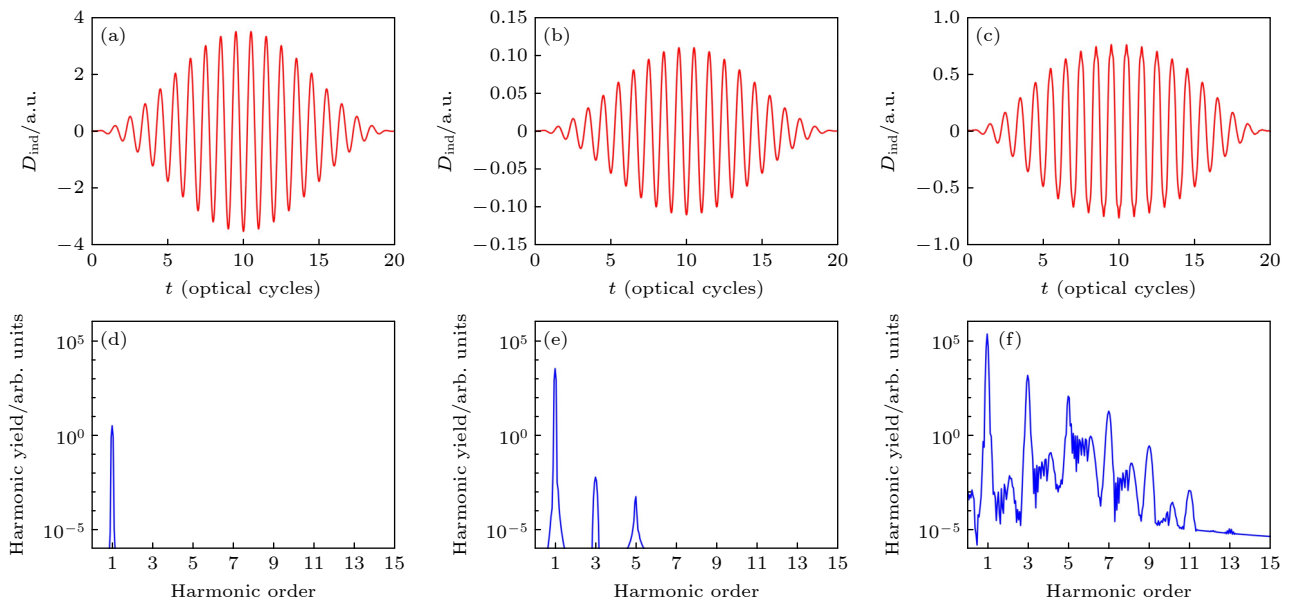 (a)
4
2
0
−2
−4
D_ind/a.u.
0 5 10 15 20
t (optical cycles)
(b)
0.15
0.10
0.05
0
−0.05
−0.10
−0.15
D_ind/a.u.
0 5 10 15 20
t (optical cycles)
(c)
1.0
0.5
0
−0.5
−1.0
D_ind/a.u.
0 5 10 15 20
t (optical cycles)
(d)
10^5
10^0
10^−5
Harmonic yield/arb. units
1 3 5 7 9 11 13 15
Harmonic order
(e)
10^5
10^0
10^−5
Harmonic yield/arb. units
1 3 5 7 9 11 13 15
Harmonic order
(f)
10^5
10^0
10^−5
Harmonic yield/arb. units
1 3 5 7 9 11 13 15
Harmonic order